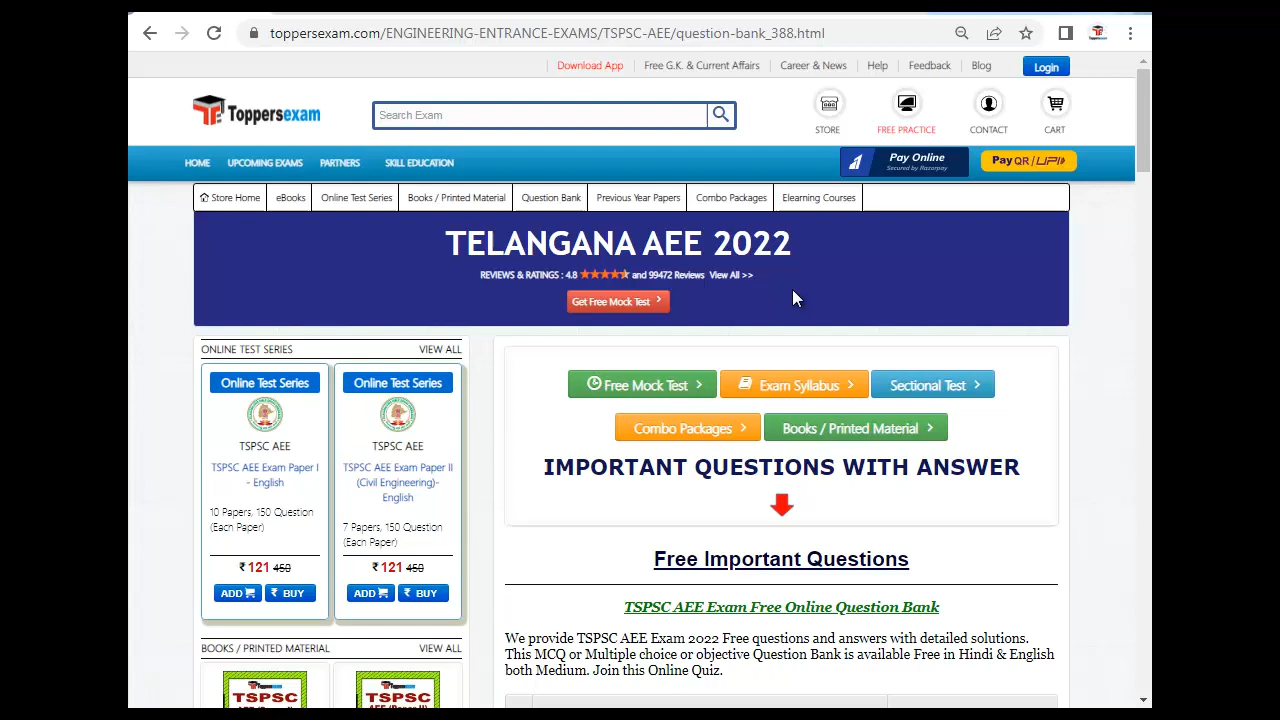 toppersexam.com/ENGINEERING-ENTRANCE-EXAMS/TSPSC-AEE/question-bank_388.html
Download App Free G.K. & Current Affairs Career & News Help Feedback Blog Login
Toppersexam
Search Exam
STORE FREE PRACTICE CONTACT CART
HOME UPCOMING EXAMS PARTNERS SKILL EDUCATION
Pay Online
Secured by Razorpay
Pay QR / UPI
Store Home eBooks Online Test Series Books / Printed Material Question Bank Previous Year Papers Combo Packages Elearning Courses
TELANGANA AEE 2022
REVIEWS & RATINGS : 4.8 and 99472 Reviews View All >>
Get Free Mock Test
ONLINE TEST SERIES VIEW ALL
Online Test Series
TSPSC AEE
TSPSC AEE Exam Paper I
- English
10 Papers, 150 Question
(Each Paper)
₹ 121 450
ADD ₹ BUY
Online Test Series
TSPSC AEE
TSPSC AEE Exam Paper II
(Civil Engineering)-
English
7 Papers, 150 Question
(Each Paper)
₹ 121 450
ADD ₹ BUY
BOOKS / PRINTED MATERIAL VIEW ALL
Toppersexam
TSPSC
Toppersexam
TSPSC
Free Mock Test Exam Syllabus Sectional Test
Combo Packages Books / Printed Material
IMPORTANT QUESTIONS WITH ANSWER
Free Important Questions
TSPSC AEE Exam Free Online Question Bank
We provide TSPSC AEE Exam 2022 Free questions and answers with detailed solutions.
This MCQ or Multiple choice or objective Question Bank is available Free in Hindi & English
both Medium. Join this Online Quiz.